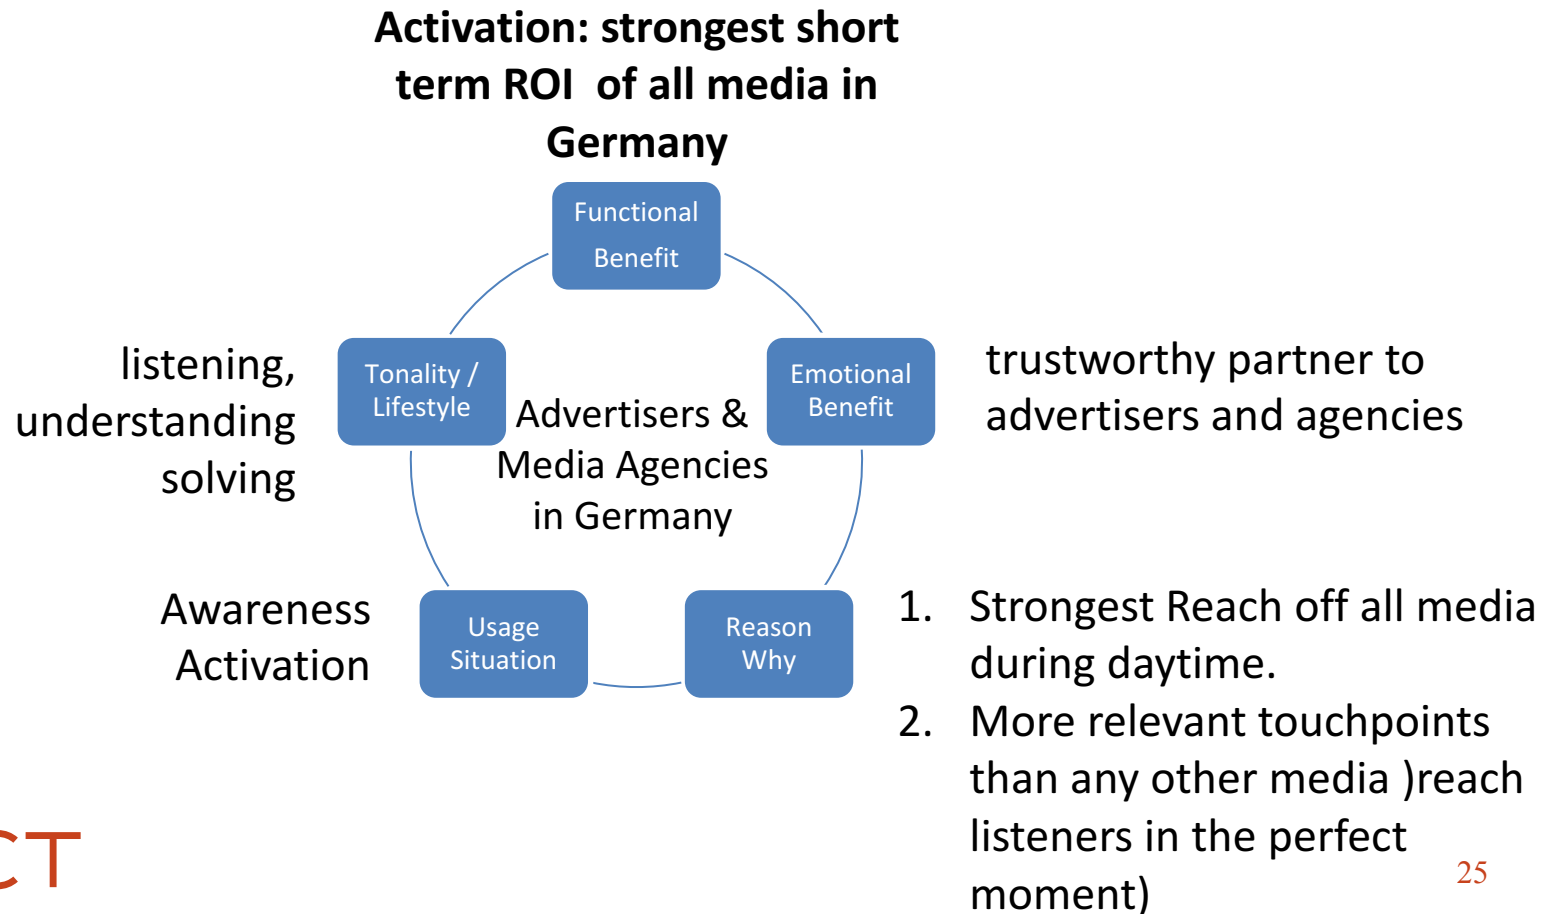 Activation: strongest short
term ROI of all media in
Germany
Functional
Benefit
listening,
understanding
solving
Tonality /
Lifestyle
Advertisers &
Media Agencies
in Germany
Emotional
Benefit
trustworthy partner to
advertisers and agencies
Awareness
Activation
Usage
Situation
Reason
Why
1. Strongest Reach off all media
during daytime.
2. More relevant touchpoints
than any other media )reach
listeners in the perfect
moment)
CT
25